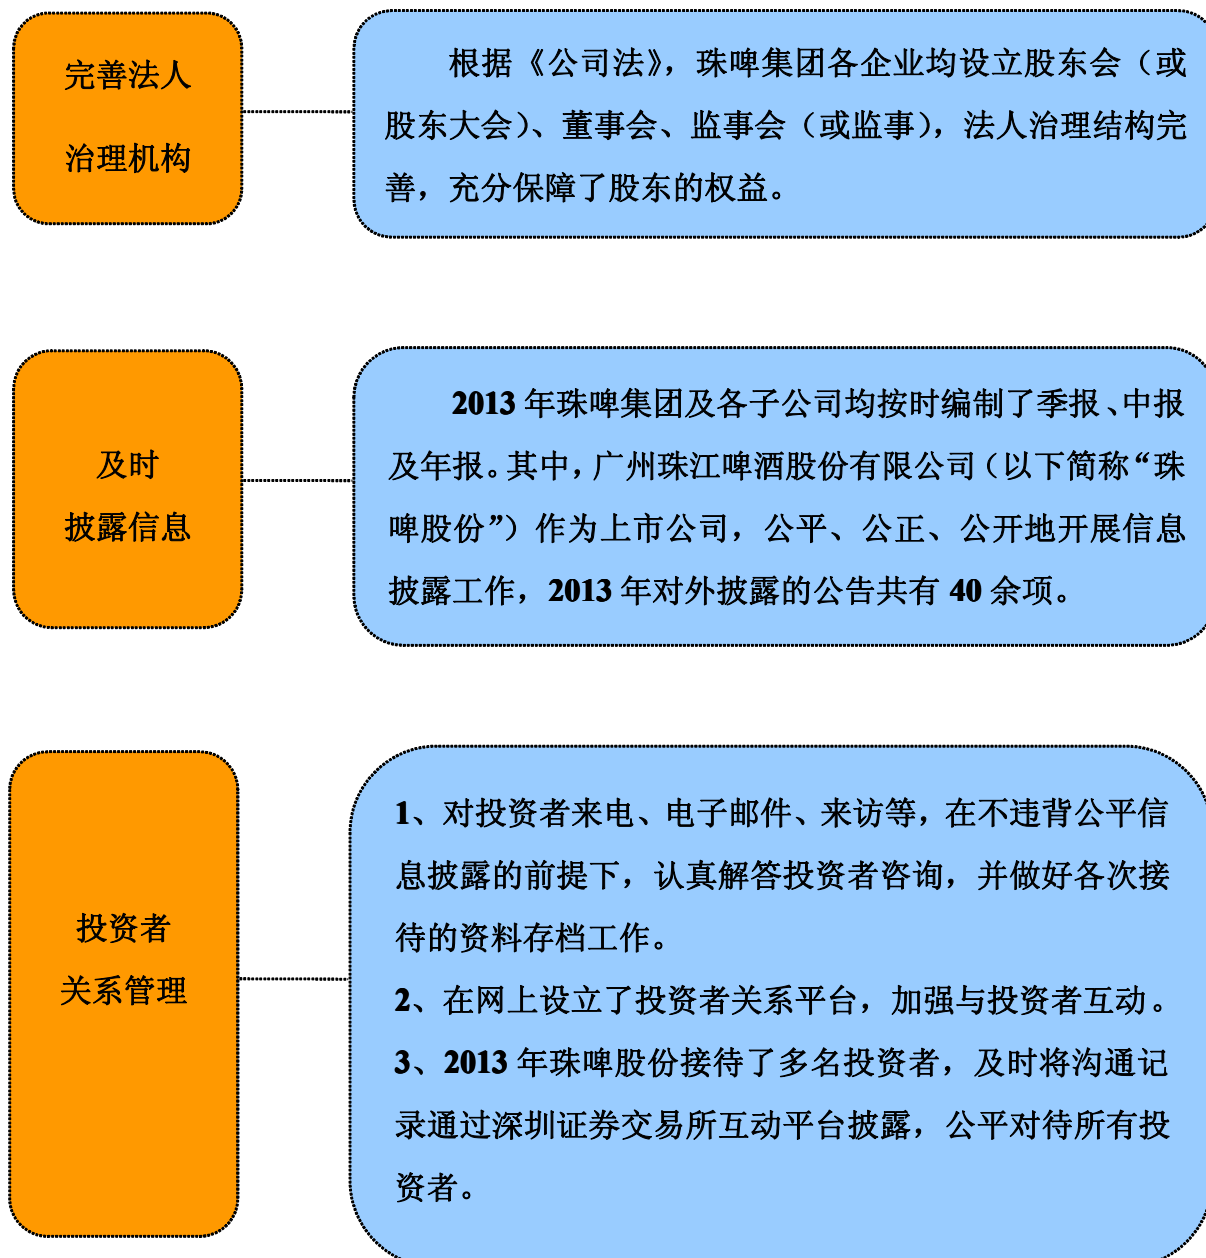 完善法人
治理机构
根据《公司法》，珠啤集团各企业均设立股东会（或
股东大会）、董事会、监事会（或监事），法人治理结构完
善，充分保障了股东的权益。
及时
披露信息
2013 年珠啤集团及各子公司均按时编制了季报、中报
及年报。其中，广州珠江啤酒股份有限公司（以下简称“珠
啤股份”）作为上市公司，公平、公正、公开地开展信息
披露工作，2013 年对外披露的公告共有 40 余项。
投资者
关系管理
1、对投资者来电、电子邮件、来访等，在不违背公平信
息披露的前提下，认真解答投资者咨询，并做好各次接
待的资料存档工作。
2、在网上设立了投资者关系平台，加强与投资者互动。
3、2013 年珠啤股份接待了多名投资者，及时将沟通记
录通过深圳证券交易所互动平台披露，公平对待所有投
资者。